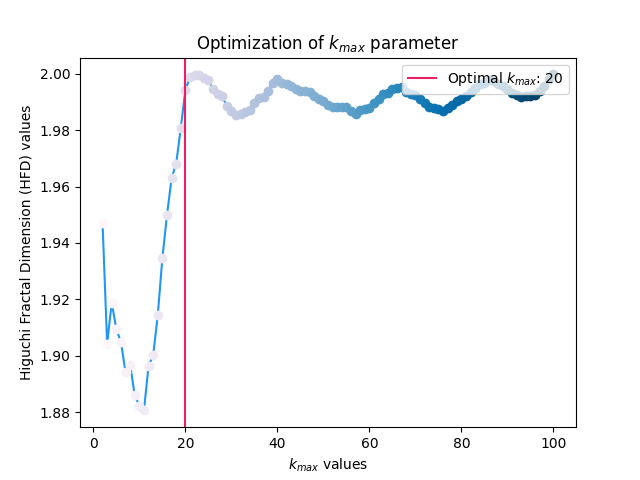 Optimization of k_max parameter
Optimal k_max: 20
Higuchi Fractal Dimension (HFD) values
2.00
1.98
1.96
1.94
1.92
1.90
1.88
0 20 40 60 80 100
k_max values